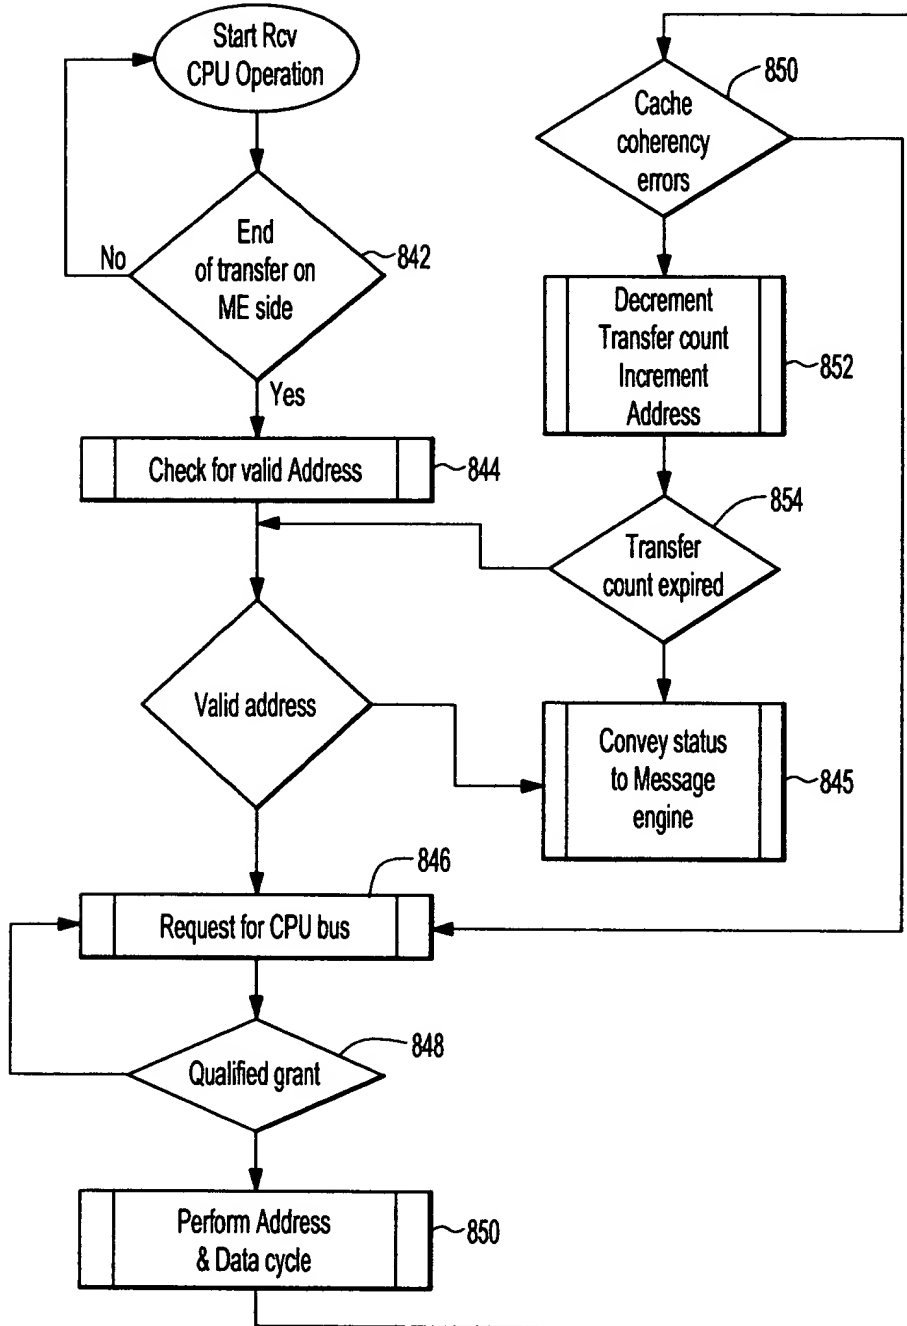 Start Rcv
CPU Operation
End
of transfer on
ME side
842
No
Yes
Check for valid Address
844
Valid address
Request for CPU bus
846
Qualified grant
848
Perform Address
& Data cycle
850
Cache
coherency
errors
850
Decrement
Transfer count
Increment
Address
852
Transfer
count expired
854
Convey status
to Message
engine
845